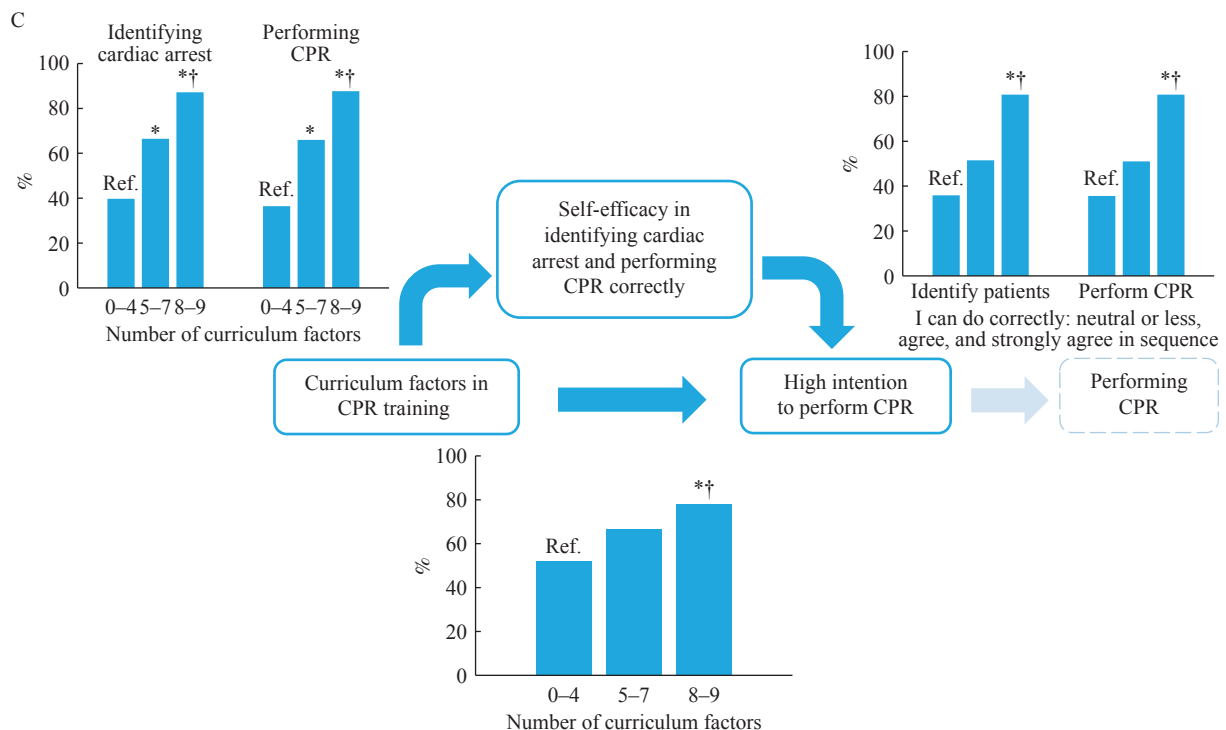 C
Identifying
cardiac arrest
Performing
CPR
100
80
60
40
20
0
%
Ref.
*
*†
Ref.
*
*†
0–4 5–7 8–9
0–4 5–7 8–9
Number of curriculum factors
Self-efficacy in
identifying cardiac
arrest and performing
CPR correctly
100
80
60
40
20
0
%
Ref.
*†
Ref.
*†
Identify patients
Perform CPR
I can do correctly: neutral or less,
agree, and strongly agree in sequence
Curriculum factors in
CPR training
High intention
to perform CPR
Performing
CPR
100
80
60
40
20
0
%
Ref.
*†
0–4
5–7
8–9
Number of curriculum factors